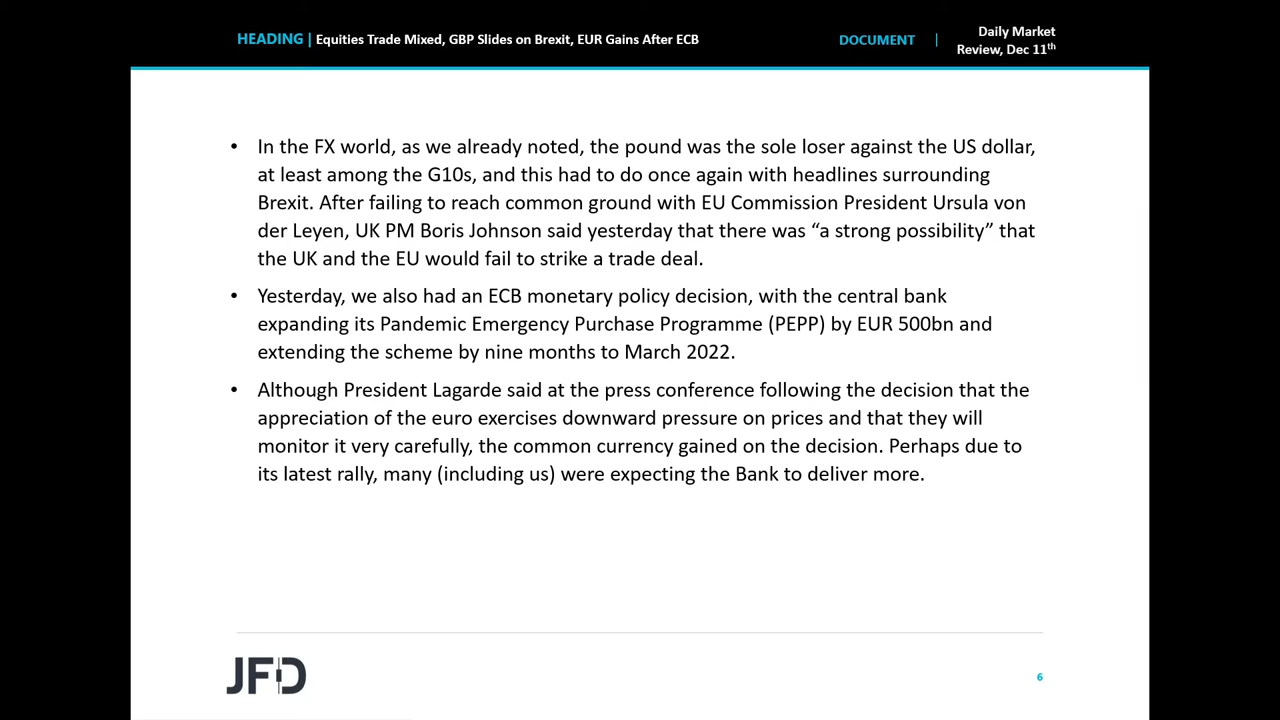 HEADING | Equities Trade Mixed, GBP Slides on Brexit, EUR Gains After ECB
DOCUMENT | Daily Market
Review, Dec 11th
• In the FX world, as we already noted, the pound was the sole loser against the US dollar,
at least among the G10s, and this had to do once again with headlines surrounding
Brexit. After failing to reach common ground with EU Commission President Ursula von
der Leyen, UK PM Boris Johnson said yesterday that there was “a strong possibility” that
the UK and the EU would fail to strike a trade deal.
• Yesterday, we also had an ECB monetary policy decision, with the central bank
expanding its Pandemic Emergency Purchase Programme (PEPP) by EUR 500bn and
extending the scheme by nine months to March 2022.
• Although President Lagarde said at the press conference following the decision that the
appreciation of the euro exercises downward pressure on prices and that they will
monitor it very carefully, the common currency gained on the decision. Perhaps due to
its latest rally, many (including us) were expecting the Bank to deliver more.
JFD
6